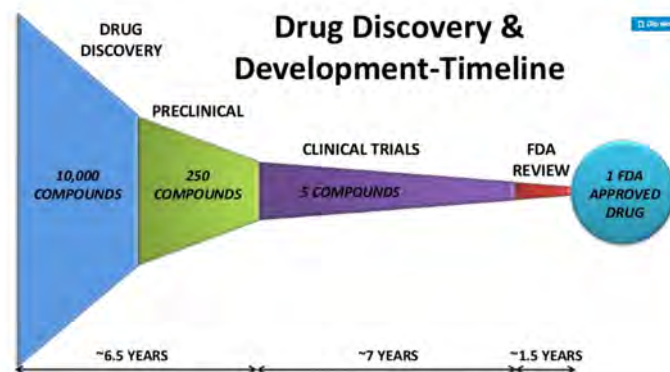 Drug Discovery &
Development-Timeline
DRUG
DISCOVERY
PRECLINICAL
CLINICAL TRIALS
FDA
REVIEW
10,000
COMPOUNDS
250
COMPOUNDS
5 COMPOUNDS
1 FDA
APPROVED
DRUG
~6.5 YEARS
~7 YEARS
~1.5 YEARS